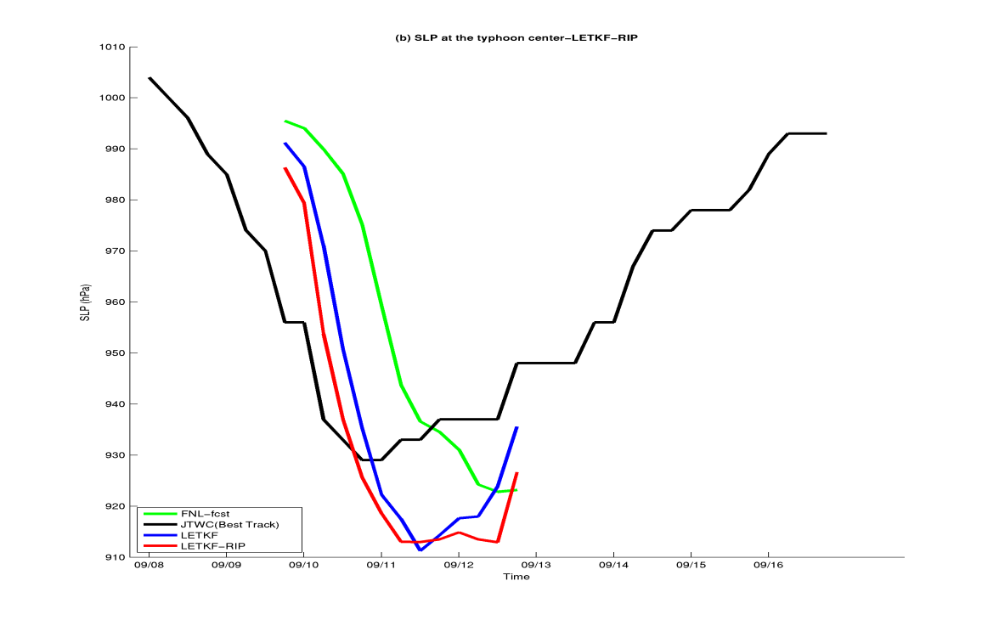 (b) SLP at the typhoon center−LETKF−RIP
1010
1000
990
980
970
960
950
940
930
920
910
SLP (hPa)
FNL−fcst
JTWC(Best Track)
LETKF
LETKF−RIP
09/08
09/09
09/10
09/11
09/12
09/13
09/14
09/15
09/16
Time